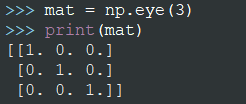 >>> mat = np.eye(3)
>>> print(mat)
[[1. 0. 0.]
 [0. 1. 0.]
 [0. 0. 1.]]